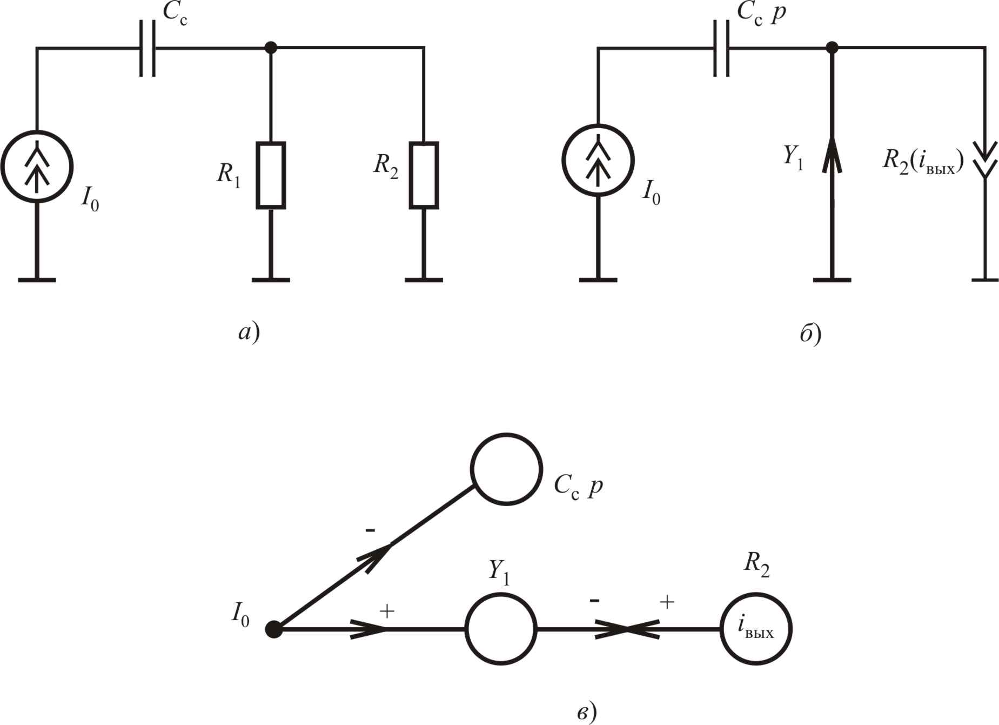 Cс
I0
R1
R2
а)
Cс p
I0
Y1
R2(iвых)
б)
-
Cс p
I0
+
Y1
-
+
R2
iвых
в)